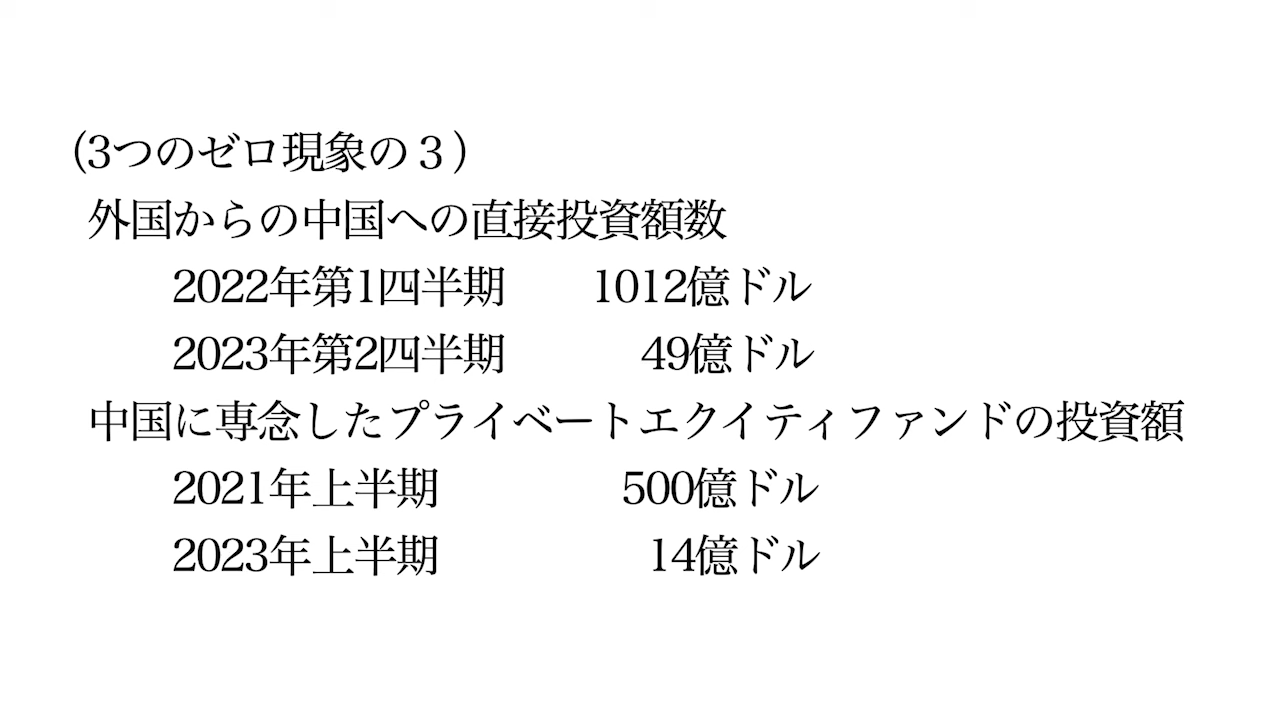 (3つのゼロ現象の３)
外国からの中国への直接投資額数
2022年第1四半期　　1012億ドル
2023年第2四半期　　　49億ドル
中国に専念したプライベートエクイティファンドの投資額
2021年上半期　　　　500億ドル
2023年上半期　　　　　14億ドル